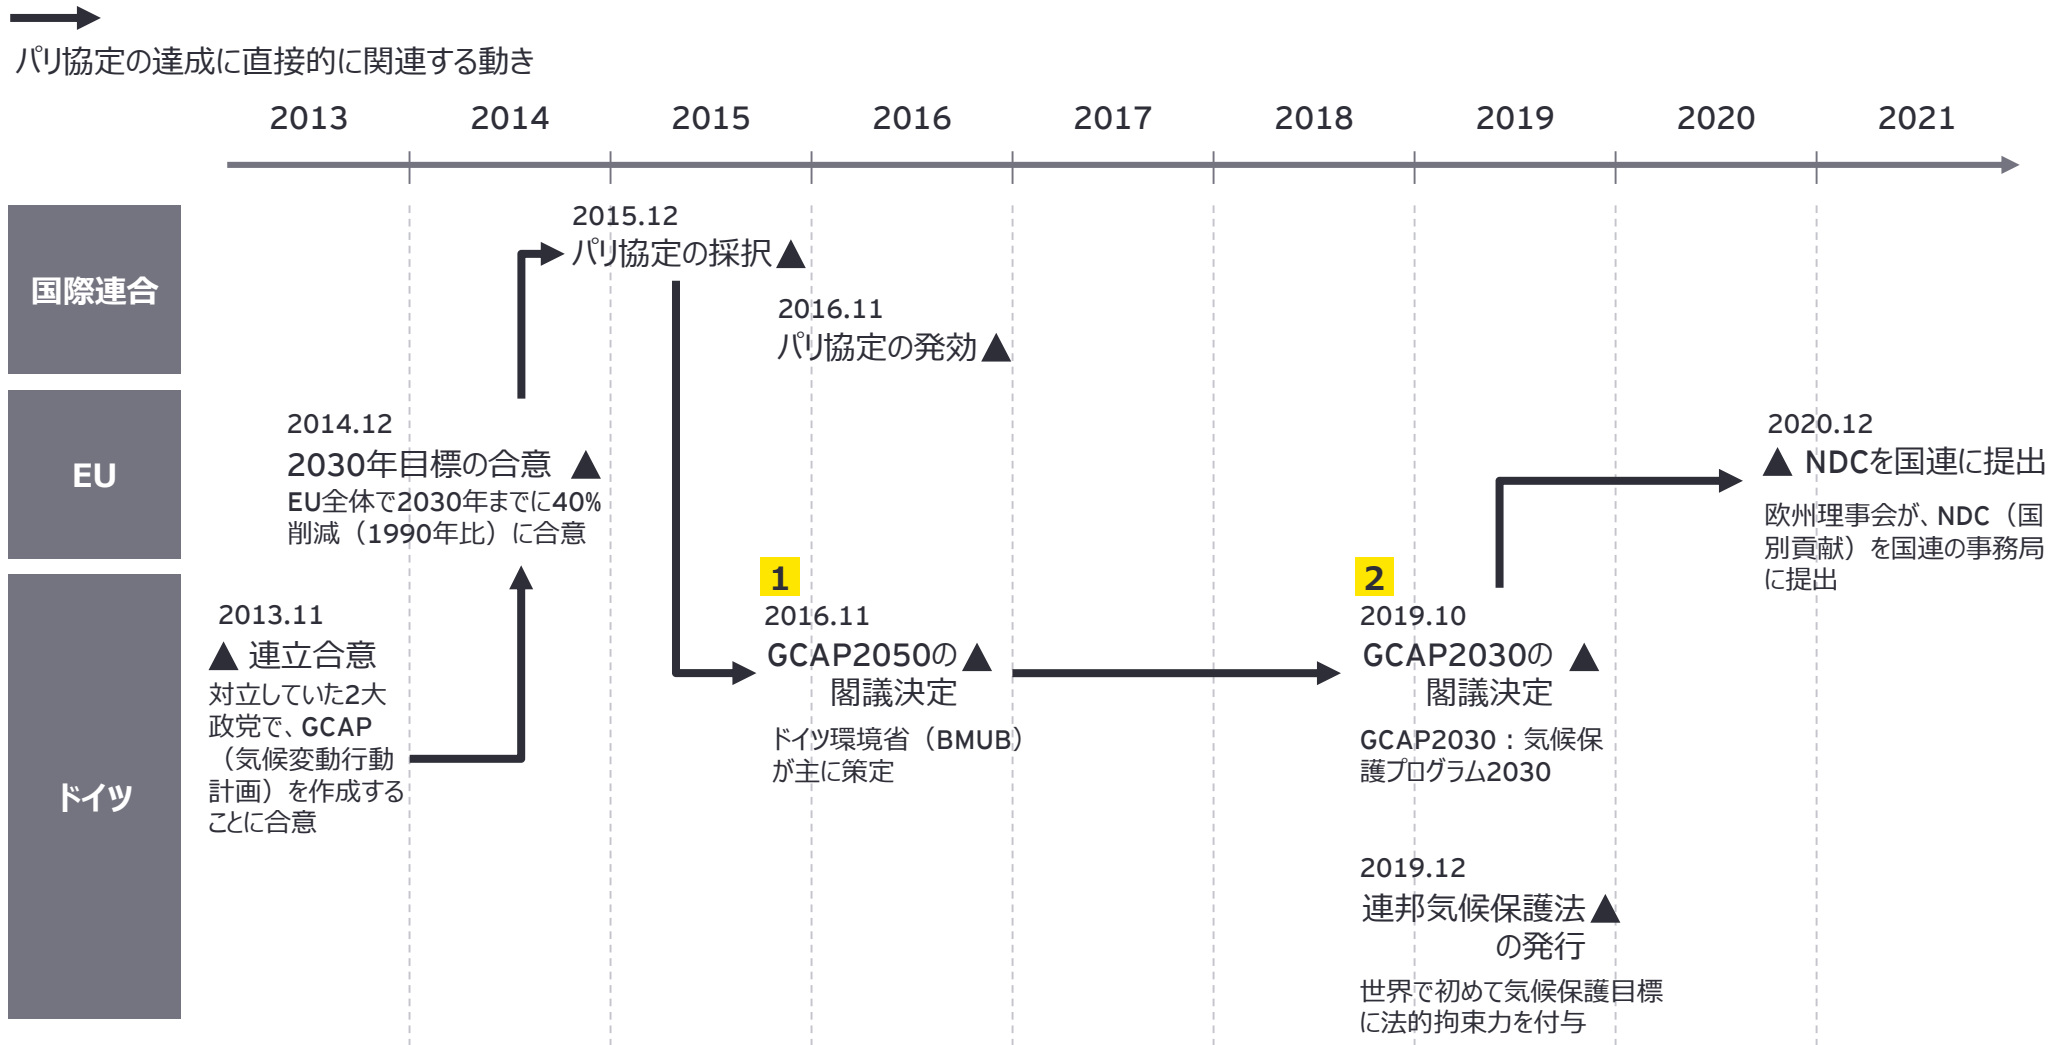 パリ協定の達成に直接的に関連する動き
2013 2014 2015 2016 2017 2018 2019 2020 2021
国際連合
2015.12
パリ協定の採択▲
2016.11
パリ協定の発効▲
EU
2014.12
2030年目標の合意 ▲
EU全体で2030年までに40%
削減（1990年比）に合意
2020.12
▲ NDCを国連に提出
欧州理事会が、NDC（国
別貢献）を国連の事務局
に提出
ドイツ
2013.11
▲ 連立合意
対立していた2大
政党で、GCAP
（気候変動行動
計画）を作成する
ことに合意
1
2016.11
GCAP2050の▲
閣議決定
ドイツ環境省（BMUB）
が主に策定
2
2019.10
GCAP2030の ▲
閣議決定
GCAP2030：気候保
護プログラム2030
2019.12
連邦気候保護法▲
の発行
世界で初めて気候保護目標
に法的拘束力を付与